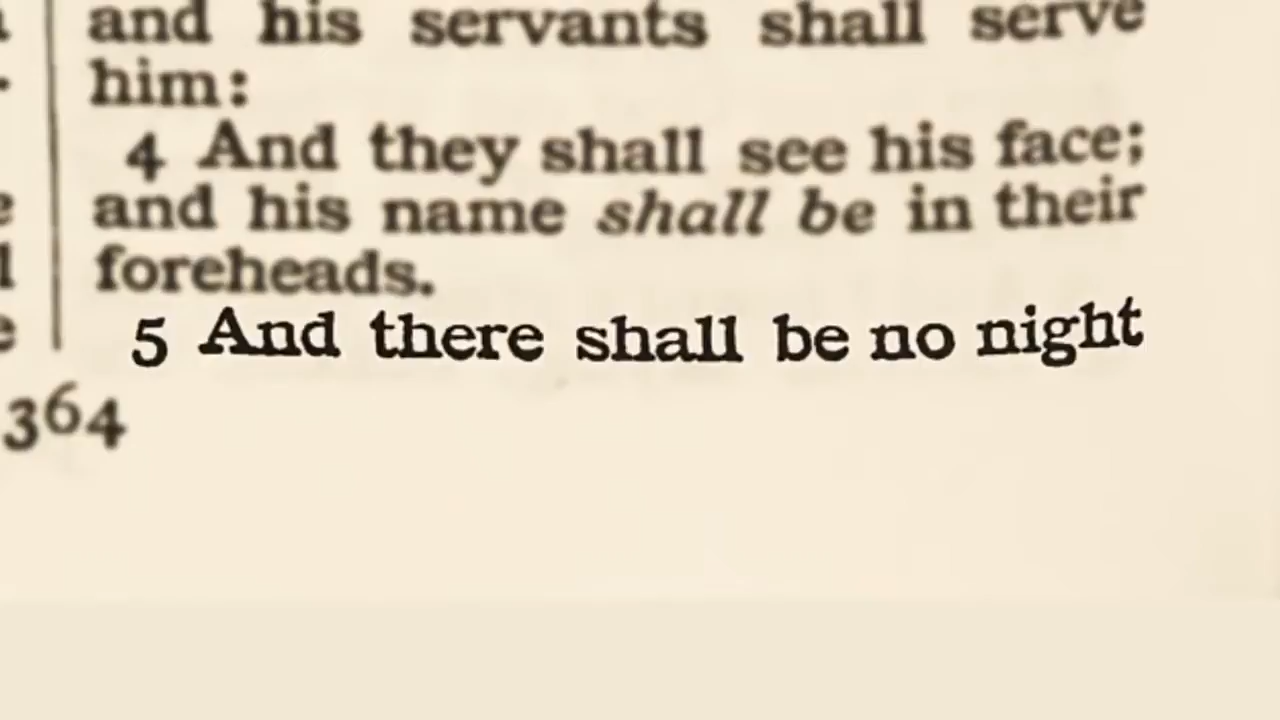 and his servants shall serve
him:
4 And they shall see his face;
and his name shall be in their
foreheads.
5 And there shall be no night
364